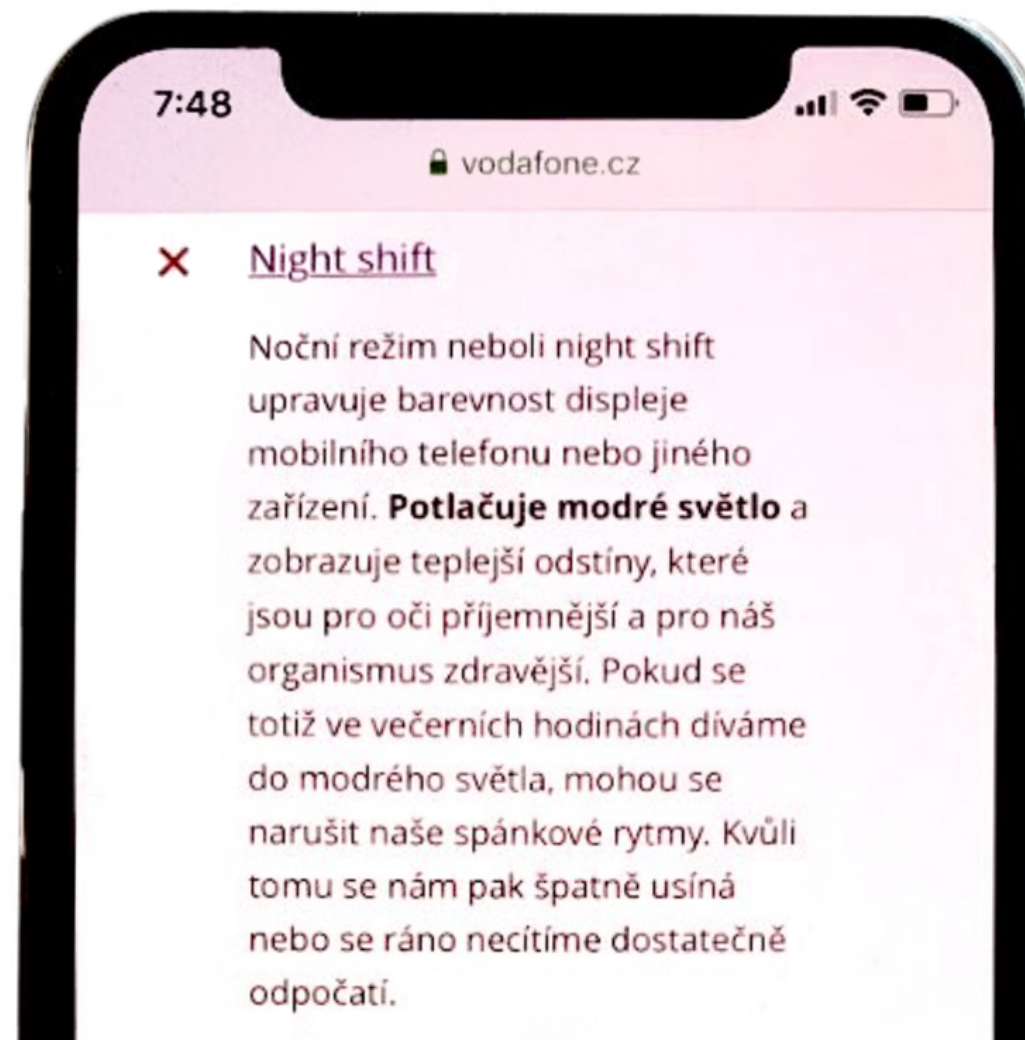 7:48
vodafone.cz
× Night shift
Noční režim neboli night shift
upravuje barevnost displeje
mobilního telefonu nebo jiného
zařízení. Potlačuje modré světlo a
zobrazuje teplejší odstíny, které
jsou pro oči příjemnější a pro náš
organismus zdravější. Pokud se
totiž ve večerních hodinách díváme
do modrého světla, mohou se
narušit naše spánkové rytmy. Kvůli
tomu se nám pak špatně usíná
nebo se ráno necítíme dostatečně
odpočatí.